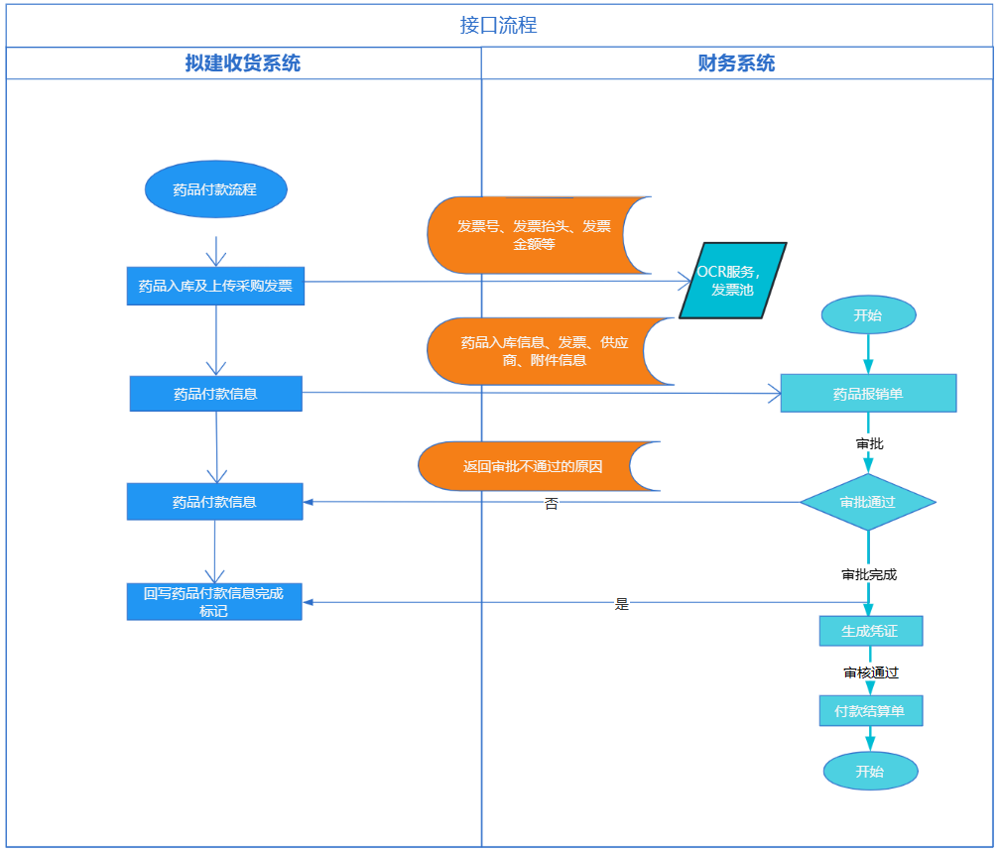 接口流程
拟建收货系统
财务系统
药品付款流程
发票号、发票抬头、发票
金额等
药品入库及上传采购发票
OCR服务，
发票池
开始
药品入库信息、发票、供应
商、附件信息
药品付款信息
药品报销单
审批
返回审批不通过的原因
药品付款信息
否
审批通过
审批完成
回写药品付款信息完成
标记
是
生成凭证
审核通过
付款结算单
开始